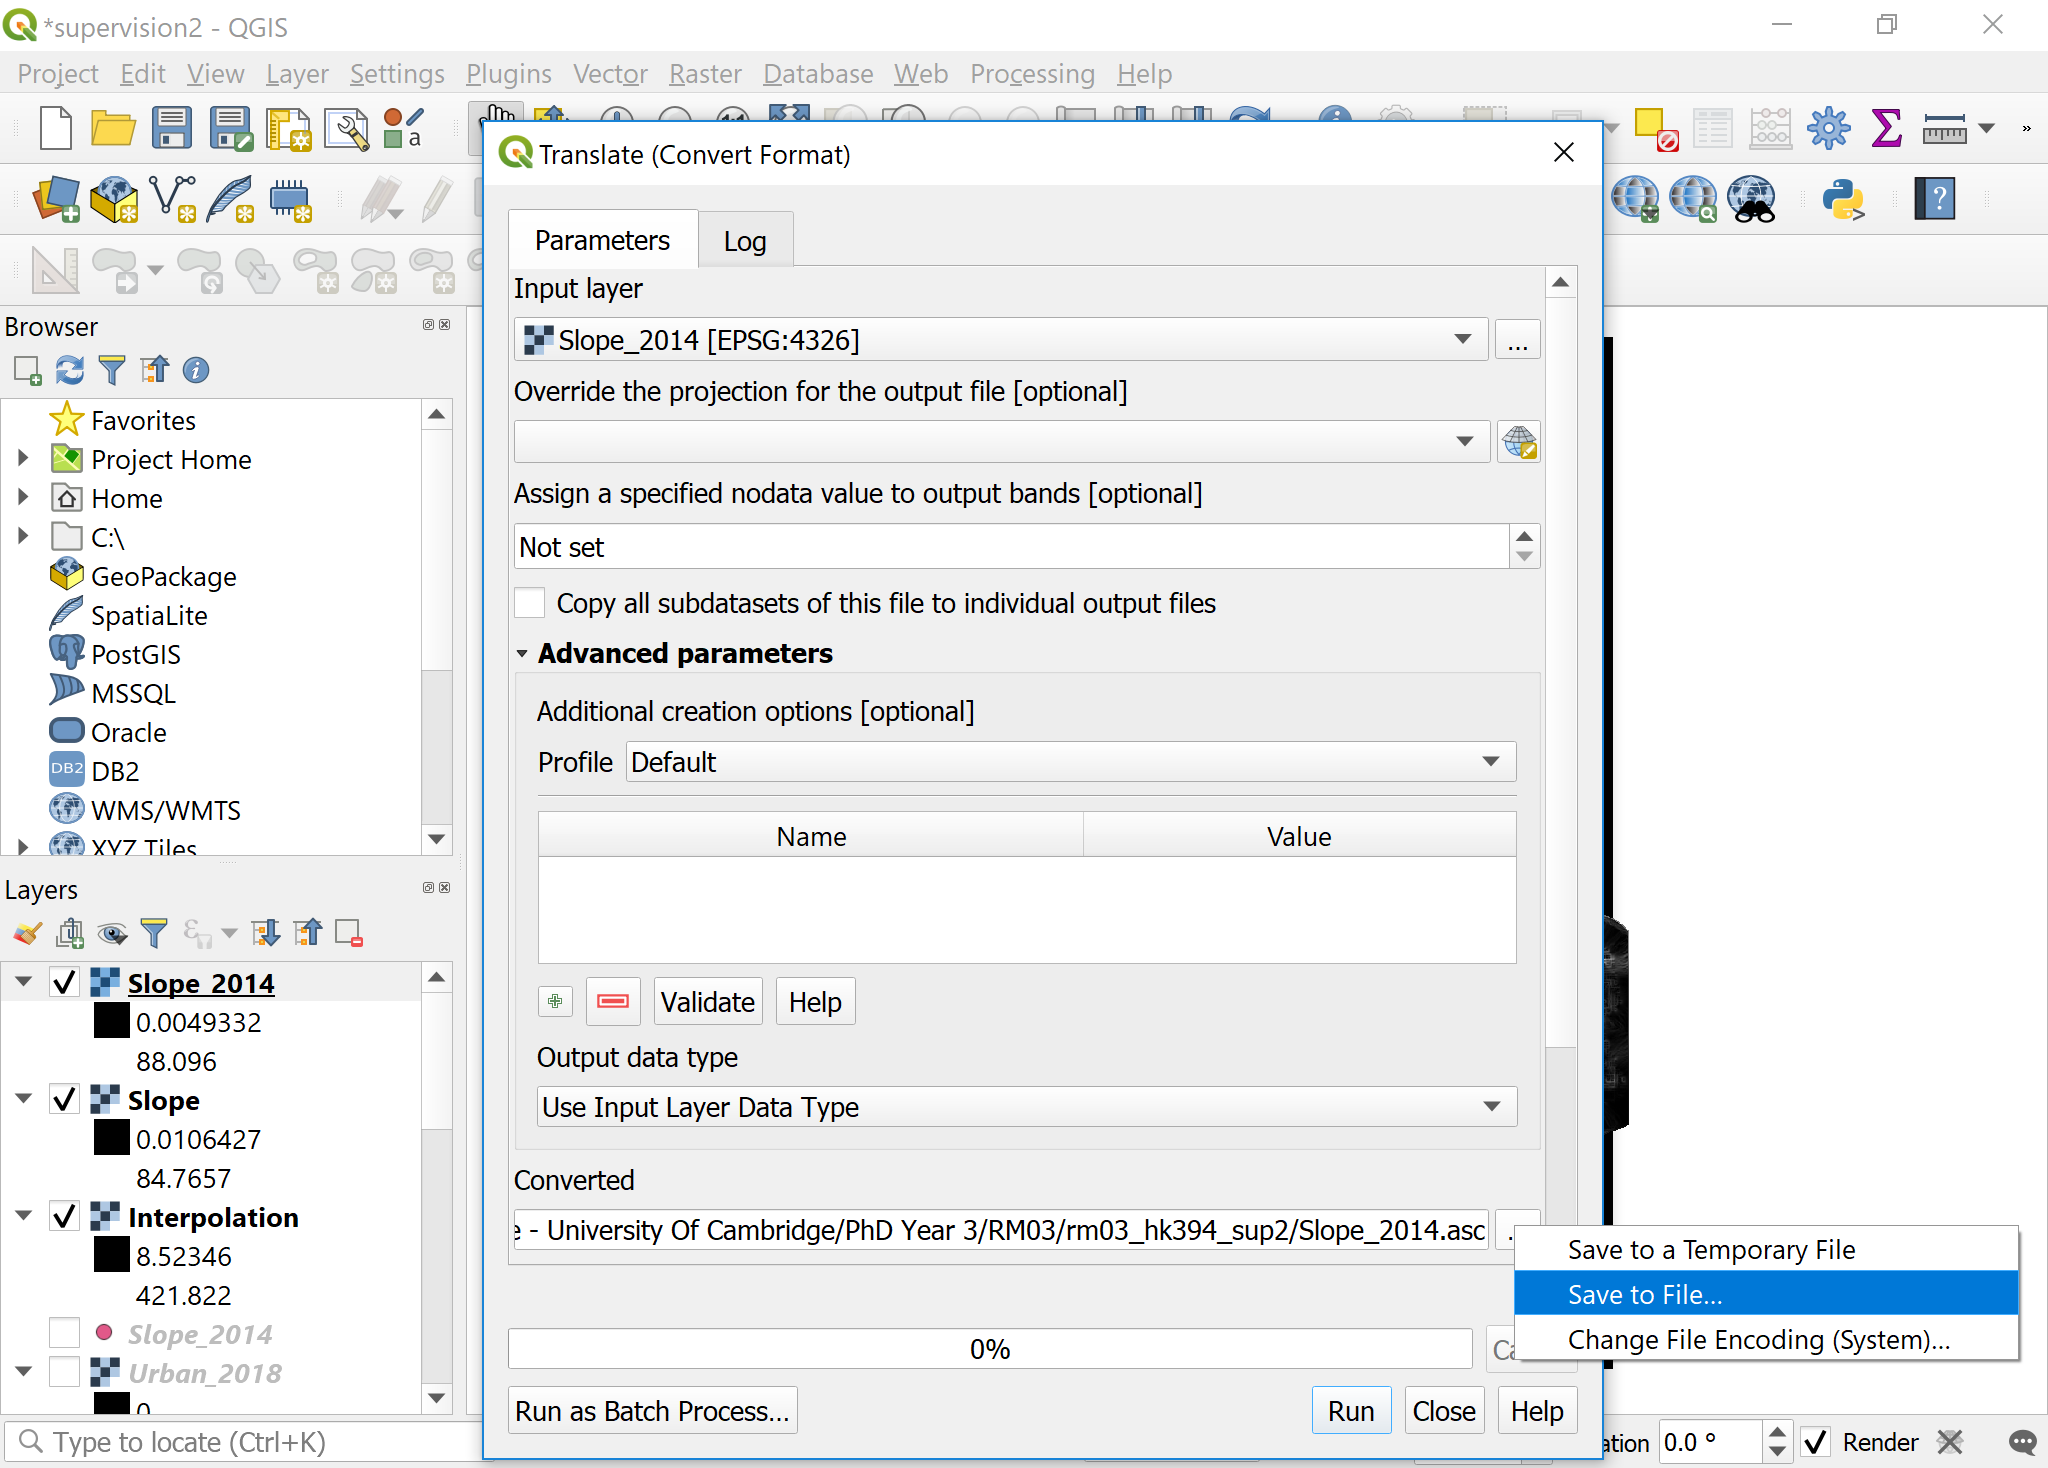 *supervision2 - QGIS
Project Edit View Layer Settings Plugins Vector Raster Database Web Processing Help
a
»
Translate (Convert Format)
Parameters Log
Input layer
Slope_2014 [EPSG:4326]
...
Override the projection for the output file [optional]
Assign a specified nodata value to output bands [optional]
Not set
Copy all subdatasets of this file to individual output files
Advanced parameters
Additional creation options [optional]
Profile Default
Name Value
Validate Help
Output data type
Use Input Layer Data Type
Converted
- University Of Cambridge/PhD Year 3/RM03/rm03_hk394_sup2/Slope_2014.asc
Save to a Temporary File
Save to File...
Change File Encoding (System)...
0%
Run as Batch Process...
Run Close Help
Browser
Favorites
Project Home
Home
C:\
GeoPackage
SpatiaLite
PostGIS
MSSQL
Oracle
DB2 DB2
WMS/WMTS
XYZ Tiles
Layers
Slope_2014
0.0049332
88.096
Slope
0.0106427
84.7657
Interpolation
8.52346
421.822
Slope_2014
Urban_2018
0
Type to locate (Ctrl+K)
0.0 °
Render